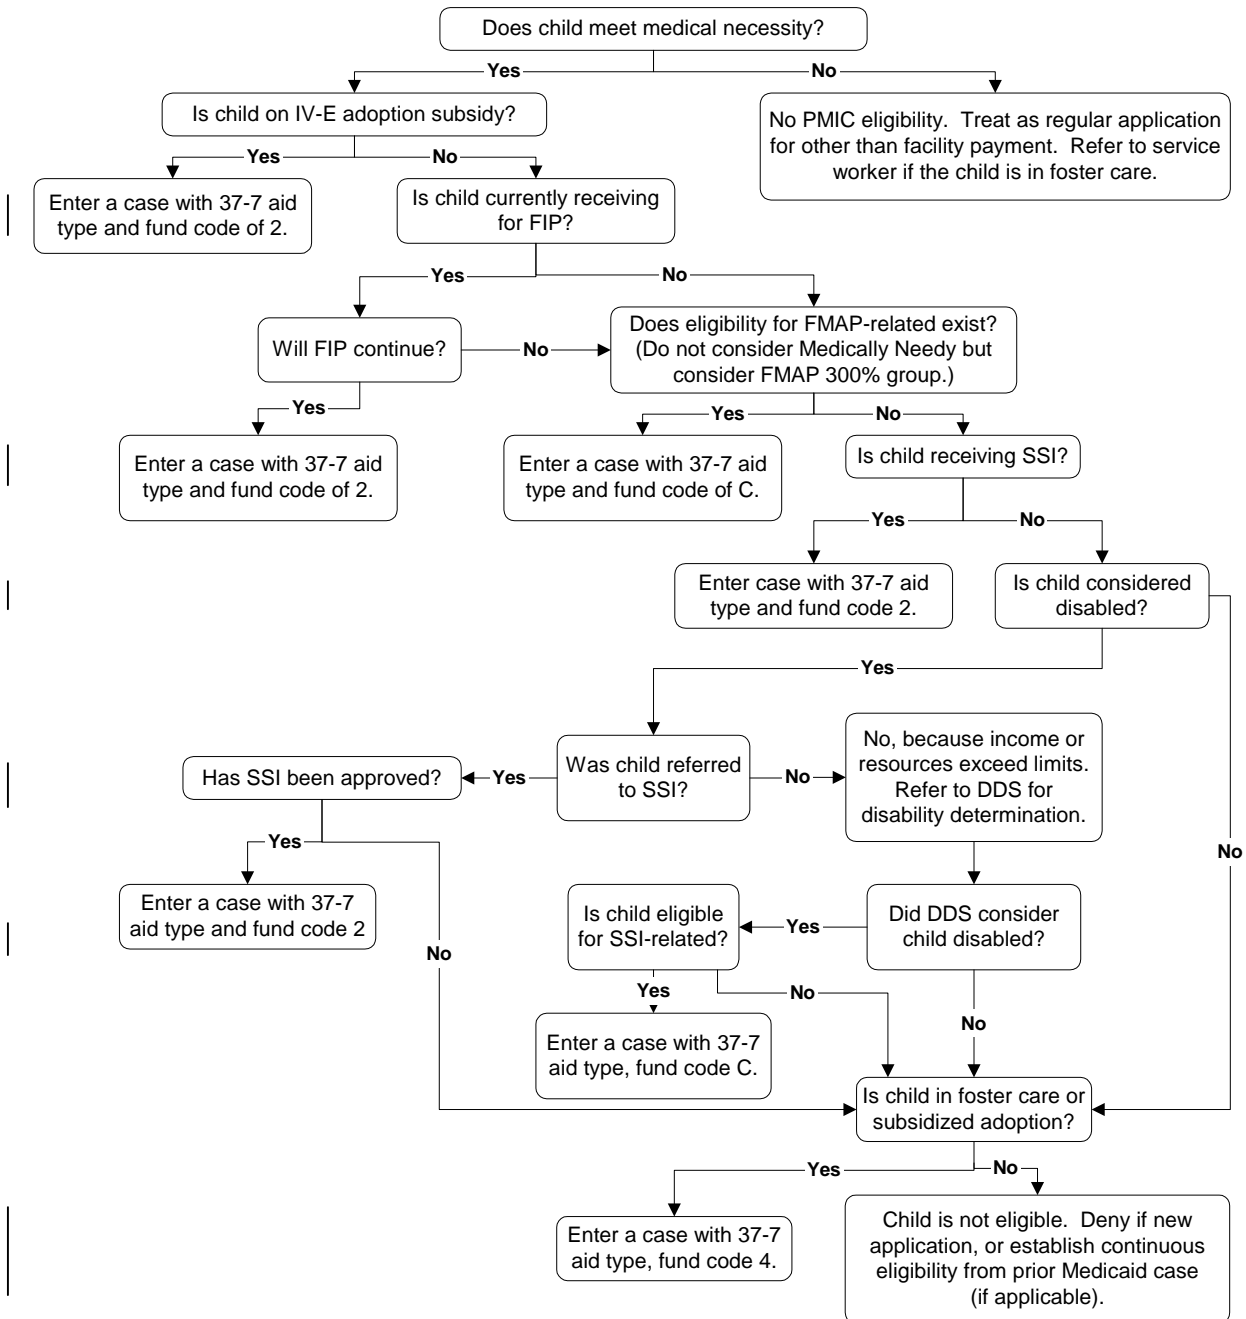 Does child meet medical necessity?
Yes
No
Is child on IV-E adoption subsidy?
No PMIC eligibility.  Treat as regular application
for other than facility payment.  Refer to service
worker if the child is in foster care.
Yes
No
Enter a case with 37-7 aid
type and fund code of 2.
Is child currently receiving
for FIP?
Yes
No
Will FIP continue?
No
Does eligibility for FMAP-related exist?
(Do not consider Medically Needy but
consider FMAP 300% group.)
Yes
Yes
No
Enter a case with 37-7 aid
type and fund code of 2.
Enter a case with 37-7 aid
type and fund code of C.
Is child receiving SSI?
Yes
No
Enter case with 37-7 aid
type and fund code 2.
Is child considered
disabled?
Yes
No
Has SSI been approved?
Yes
Was child referred
to SSI?
No
No, because income or
resources exceed limits.
Refer to DDS for
disability determination.
Yes
No
Enter a case with 37-7
aid type and fund code 2
Is child eligible
for SSI-related?
Yes
Did DDS consider
child disabled?
Yes
No
No
Enter a case with 37-7
aid type, fund code C.
Is child in foster care or
subsidized adoption?
Yes
No
Enter a case with 37-7
aid type, fund code 4.
Child is not eligible.  Deny if new
application, or establish continuous
eligibility from prior Medicaid case
(if applicable).